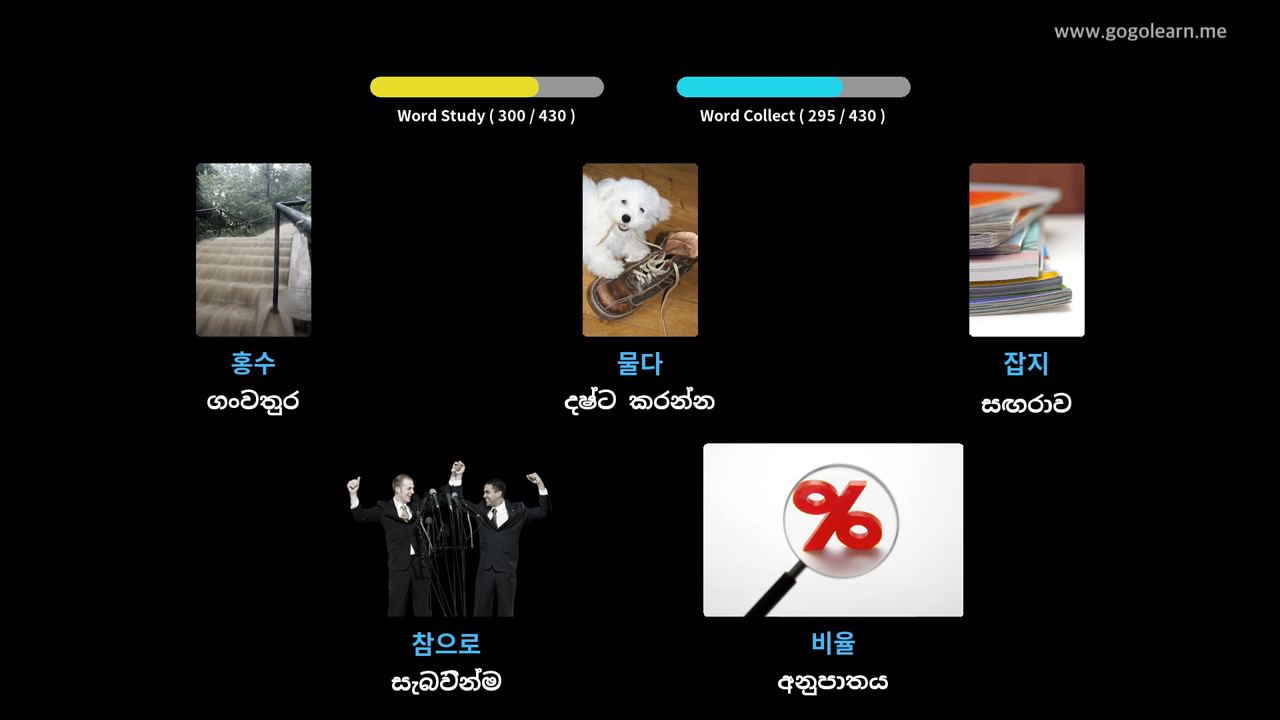 www.gogolearn.me
Word Study ( 300 / 430 )
Word Collect ( 295 / 430 )
홍수
물다
잡지
ගංවතුර
දෂ්ට කරන්න
සඟරාව
참으로
비율
සැබවින්ම
අනුපාතය